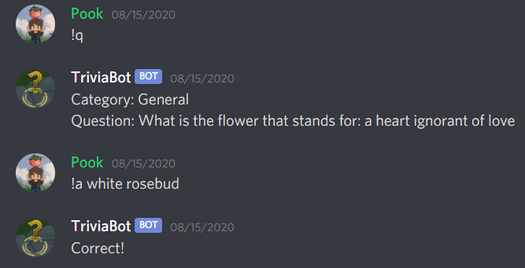 Pook 08/15/2020
!q
TriviaBot BOT 08/15/2020
Category: General
Question: What is the flower that stands for: a heart ignorant of love
Pook 08/15/2020
!a white rosebud
TriviaBot BOT 08/15/2020
Correct!